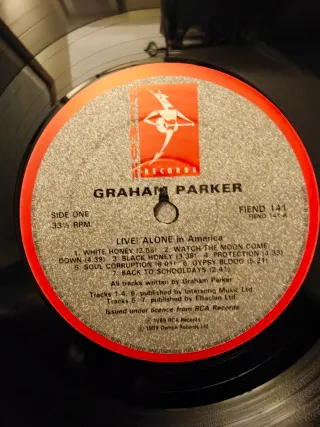 RECORDS
GRAHAM PARKER
SIDE ONE
33⅓ RPM
FIEND 141
FIEND 141-A
LIVE! ALONE in America
1. WHITE HONEY (3.58) 2. WATCH THE MOON COME
DOWN (4.39) 3. BLACK HONEY (3.39) 4. PROTECTION (3.33)
5. SOUL CORRUPTION (6.01) 6. GYPSY BLOOD (5.21)
7. BACK TO SCHOOLDAYS (2.41)
All tracks written by Graham Parker
Tracks 1-4, 6 published by Intersong Music Ltd
Tracks 5, 7 published by Ellisclan Ltd.
Issued under licence from RCA Records
℗ 1989 RCA Records
© 1989 Demon Records Ltd